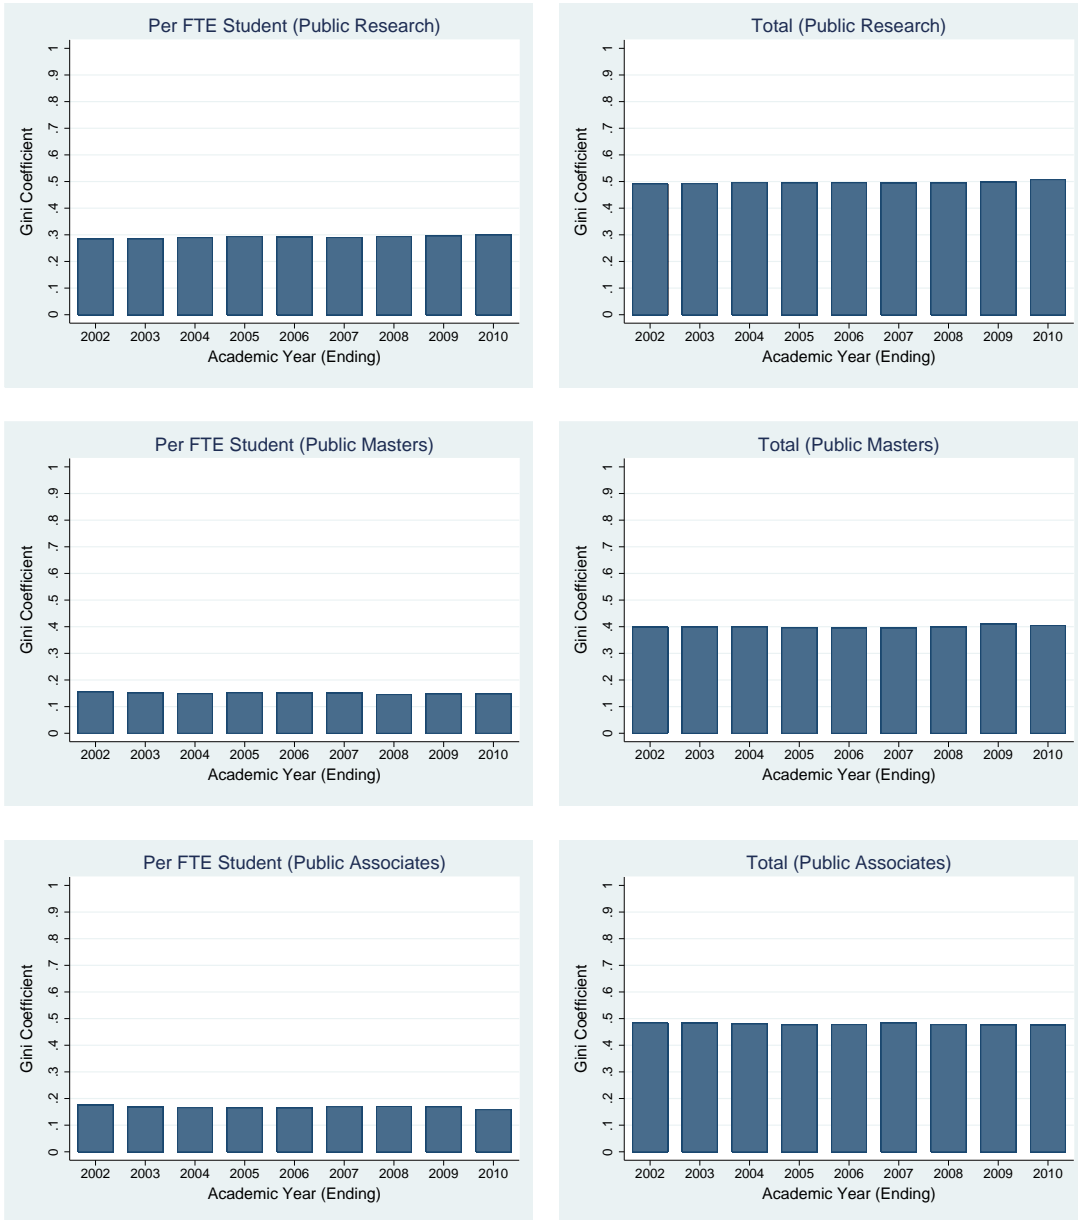 Per FTE Student (Public Research)
Gini Coefficient
1
.9
.8
.7
.6
.5
.4
.3
.2
.1
0
2002 2003 2004 2005 2006 2007 2008 2009 2010
Academic Year (Ending)
Total (Public Research)
Gini Coefficient
1
.9
.8
.7
.6
.5
.4
.3
.2
.1
0
2002 2003 2004 2005 2006 2007 2008 2009 2010
Academic Year (Ending)
Per FTE Student (Public Masters)
Gini Coefficient
1
.9
.8
.7
.6
.5
.4
.3
.2
.1
0
2002 2003 2004 2005 2006 2007 2008 2009 2010
Academic Year (Ending)
Total (Public Masters)
Gini Coefficient
1
.9
.8
.7
.6
.5
.4
.3
.2
.1
0
2002 2003 2004 2005 2006 2007 2008 2009 2010
Academic Year (Ending)
Per FTE Student (Public Associates)
Gini Coefficient
1
.9
.8
.7
.6
.5
.4
.3
.2
.1
0
2002 2003 2004 2005 2006 2007 2008 2009 2010
Academic Year (Ending)
Total (Public Associates)
Gini Coefficient
1
.9
.8
.7
.6
.5
.4
.3
.2
.1
0
2002 2003 2004 2005 2006 2007 2008 2009 2010
Academic Year (Ending)